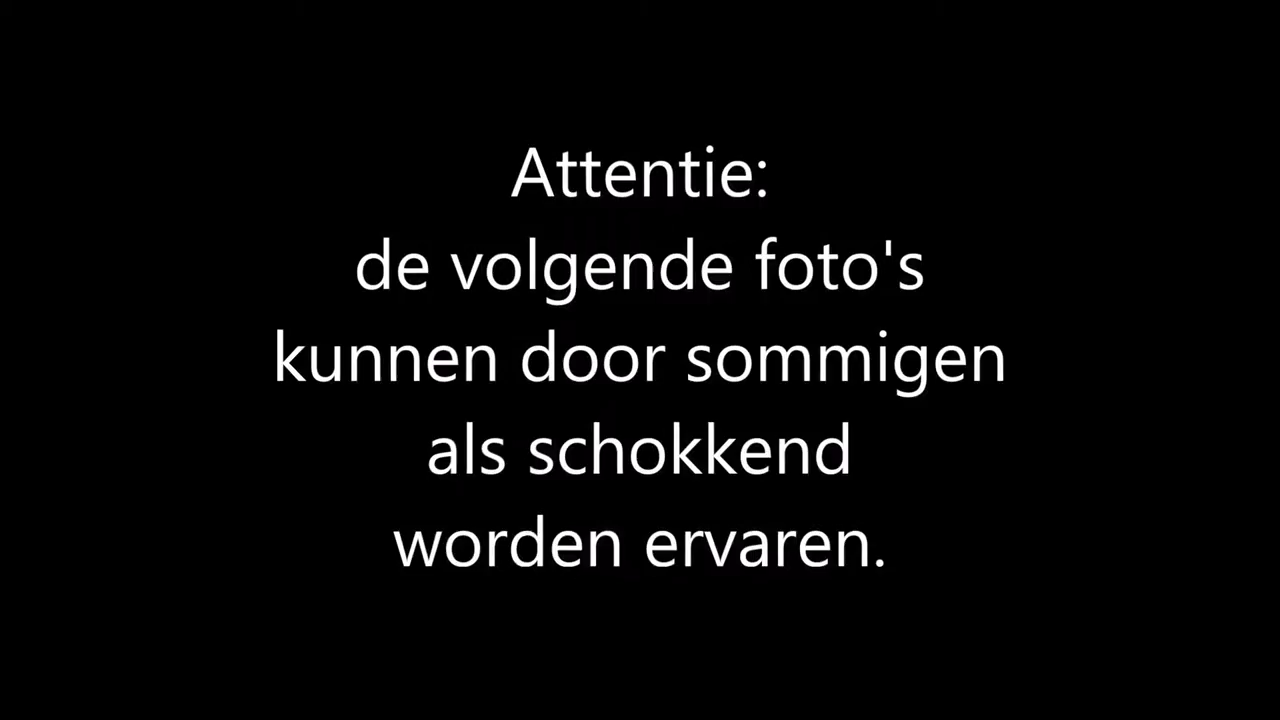 Attentie:
de volgende foto's
kunnen door sommigen
als schokkend
worden ervaren.